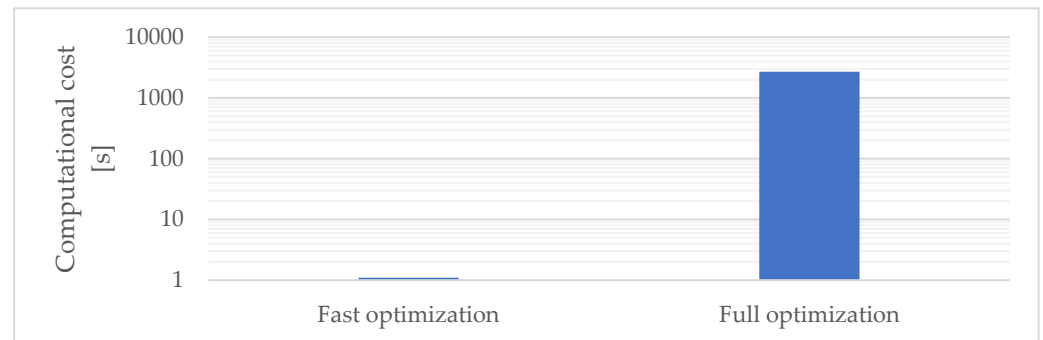 Computational cost
[s]
10000
1000
100
10
1
Fast optimization
Full optimization